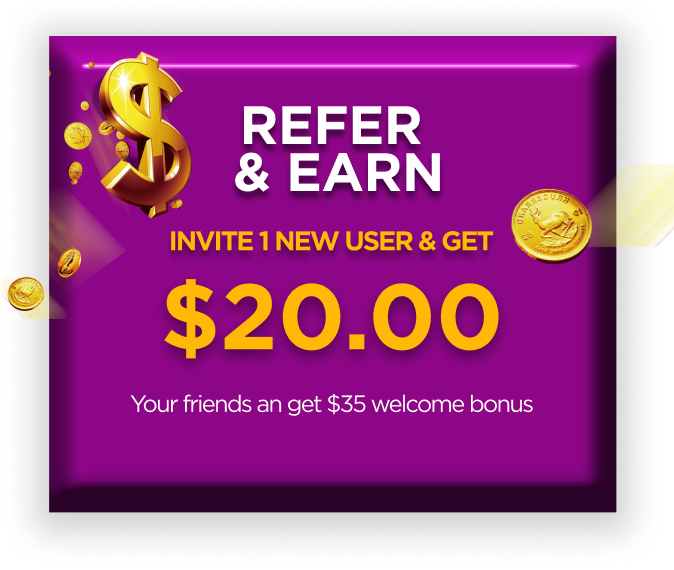 REFER
& EARN
INVITE 1 NEW USER & GET
$20.00
Your friends an get $35 welcome bonus